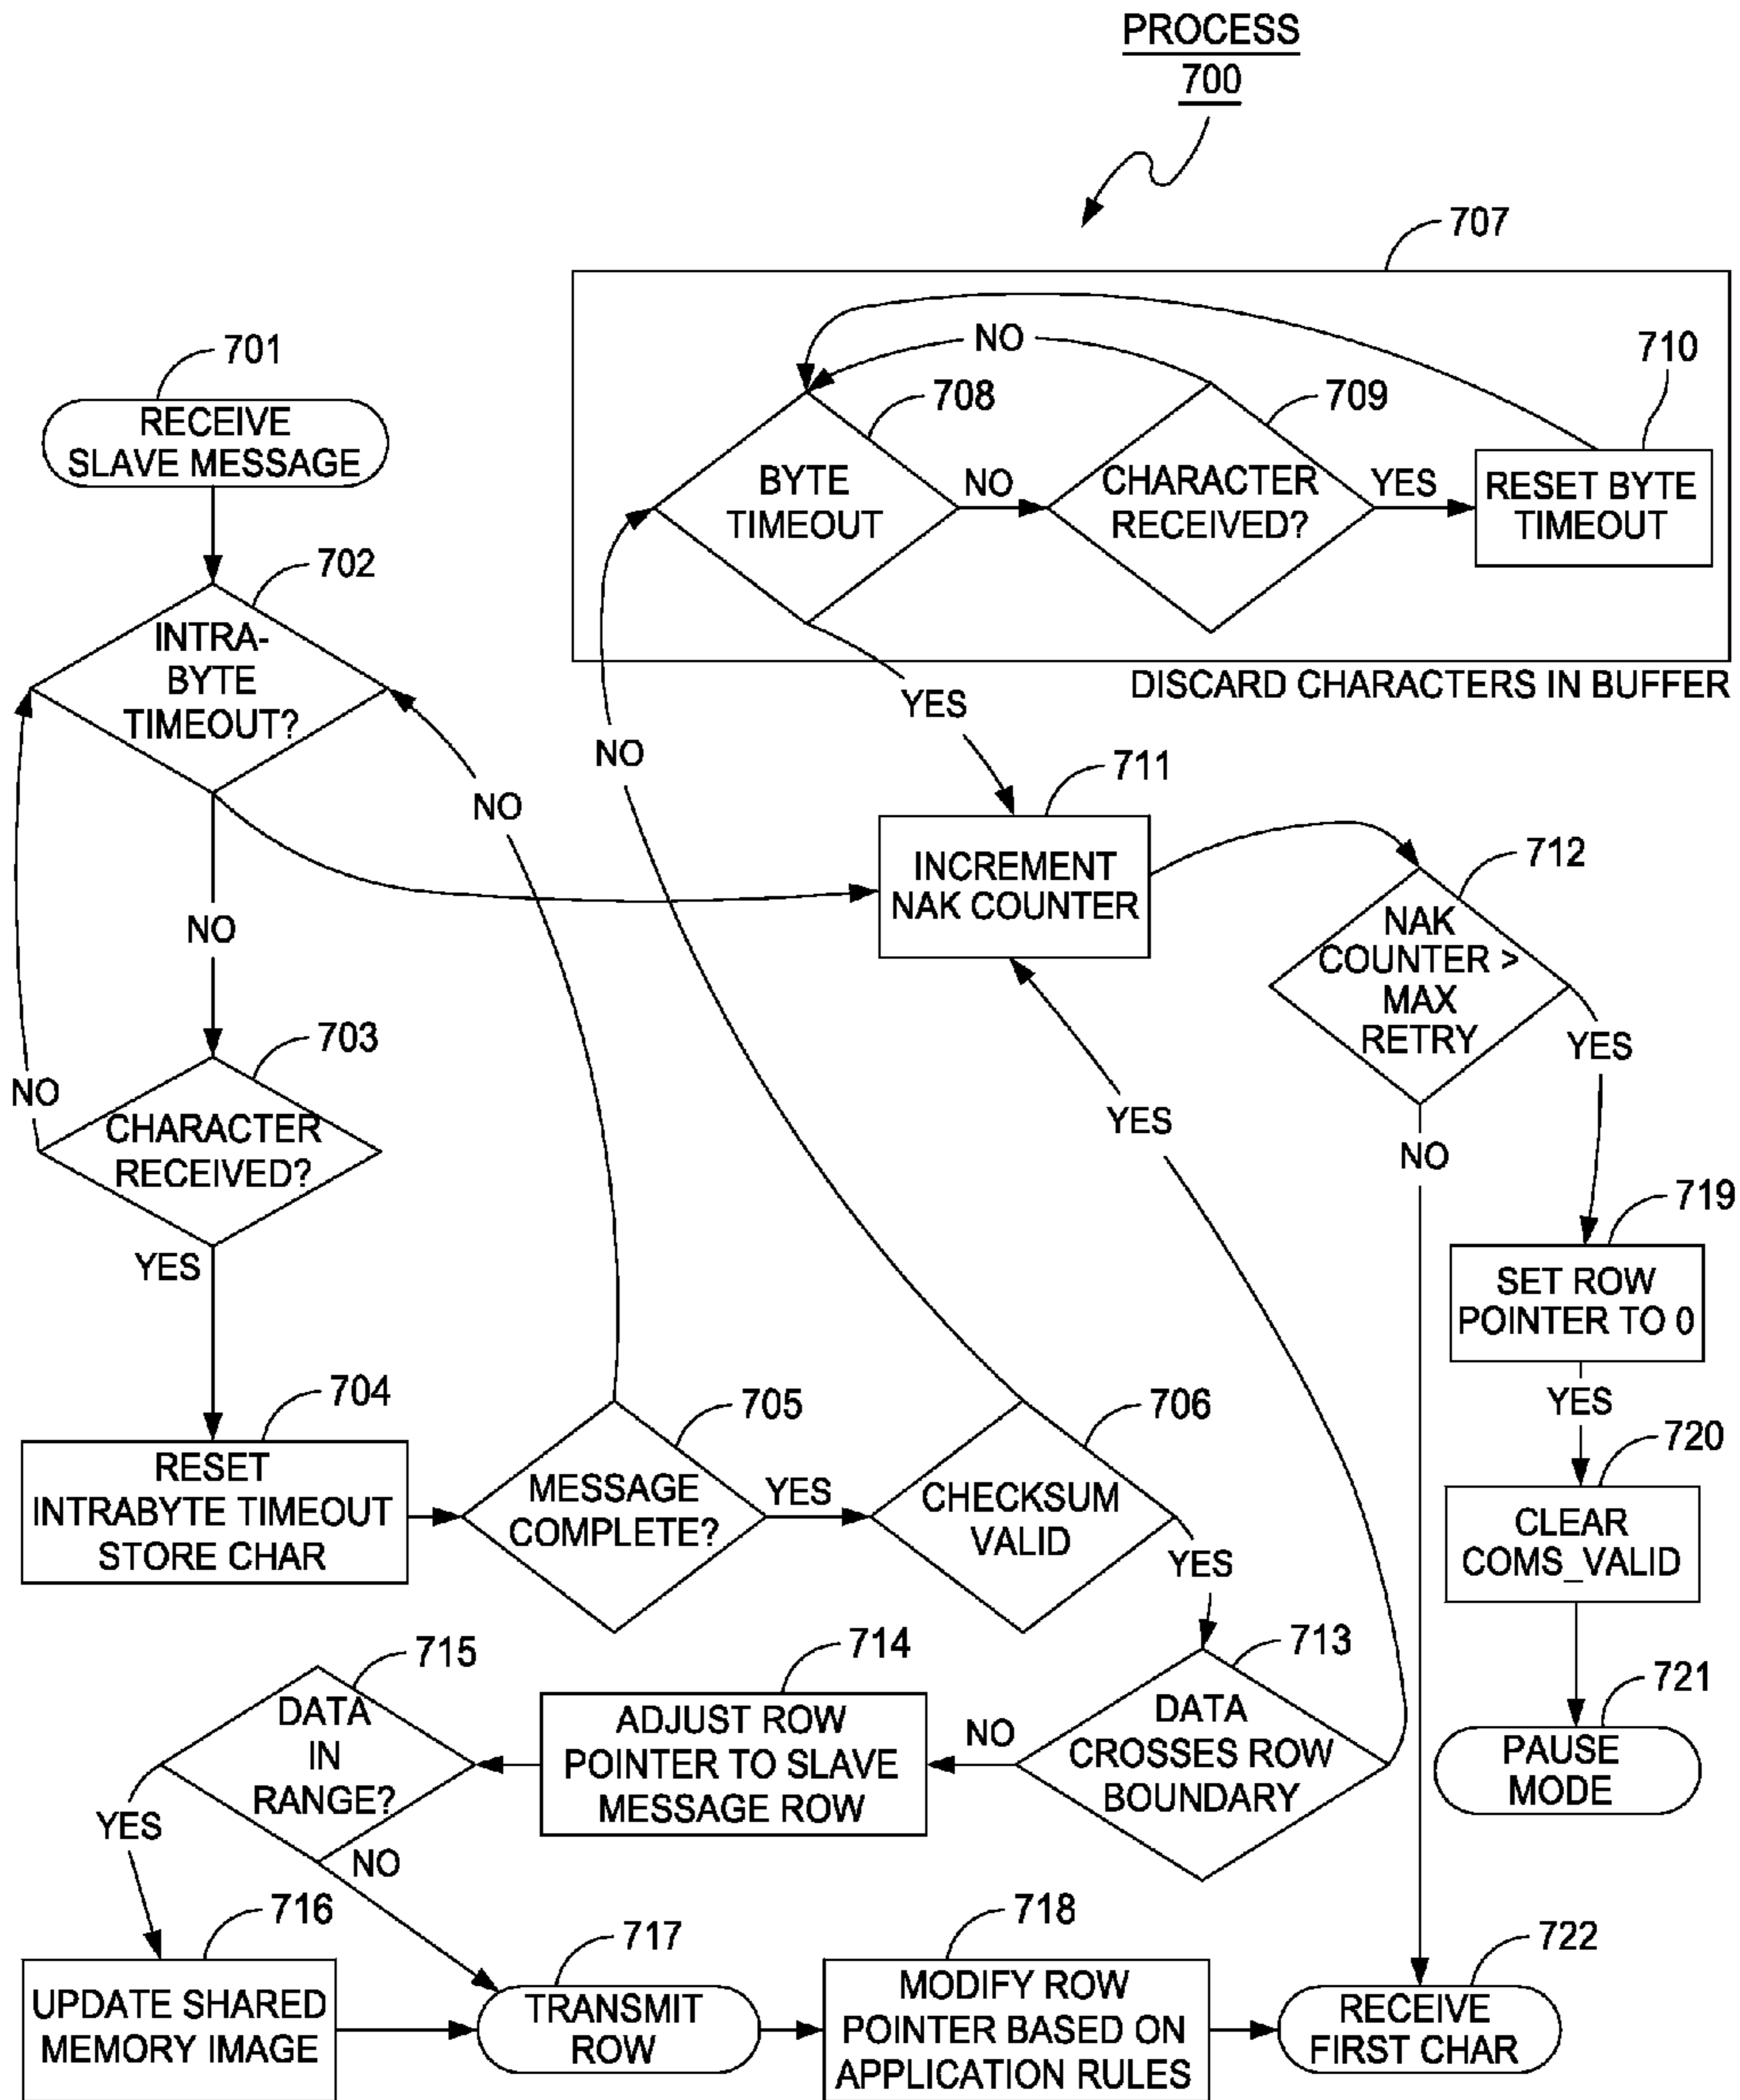 PROCESS
700
707
701
RECEIVE
SLAVE MESSAGE
NO
708
709
710
BYTE
TIMEOUT
NO
CHARACTER
RECEIVED?
YES
RESET BYTE
TIMEOUT
702
INTRA-
BYTE
TIMEOUT?
DISCARD CHARACTERS IN BUFFER
YES
NO
NO
711
INCREMENT
NAK COUNTER
712
NAK
COUNTER >
MAX
RETRY
NO
YES
703
NO
CHARACTER
RECEIVED?
YES
NO
YES
719
SET ROW
POINTER TO 0
YES
704
RESET
INTRABYTE TIMEOUT
STORE CHAR
705
MESSAGE
COMPLETE?
YES
706
CHECKSUM
VALID
YES
720
CLEAR
COMS_VALID
715
DATA
IN
RANGE?
714
ADJUST ROW
POINTER TO SLAVE
MESSAGE ROW
NO
713
DATA
CROSSES ROW
BOUNDARY
721
PAUSE
MODE
YES
NO
716
UPDATE SHARED
MEMORY IMAGE
717
TRANSMIT
ROW
718
MODIFY ROW
POINTER BASED ON
APPLICATION RULES
722
RECEIVE
FIRST CHAR